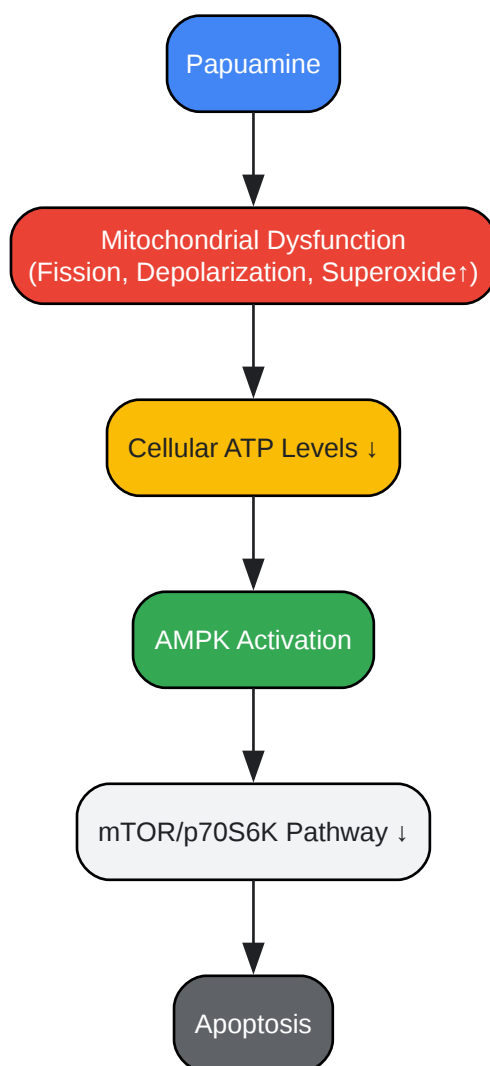 Papuamine
Mitochondrial Dysfunction
(Fission, Depolarization, Superoxide↑)
Cellular ATP Levels ↓
AMPK Activation
mTOR/p70S6K Pathway ↓
Apoptosis